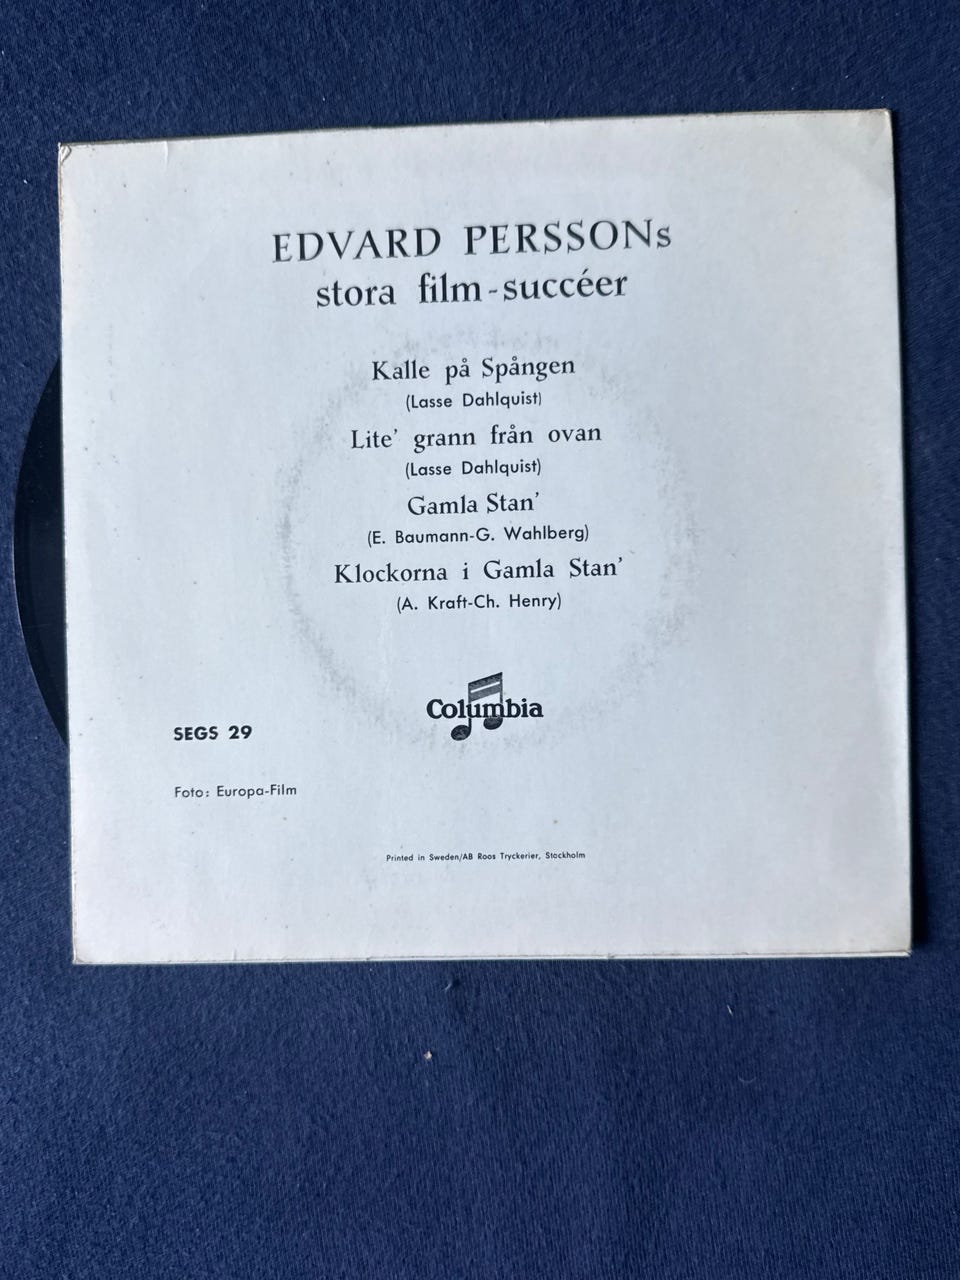 EDVARD PERSSONs
stora film-succéer
Kalle på Spången
(Lasse Dahlquist)
Lite' grann från ovan
(Lasse Dahlquist)
Gamla Stan'
(E. Baumann-G. Wahlberg)
Klockorna i Gamla Stan'
(A. Kraft-Ch. Henry)
Columbia
SEGS 29
Foto: Europa-Film
Printed in Sweden/AB Roos Tryckerier, Stockholm